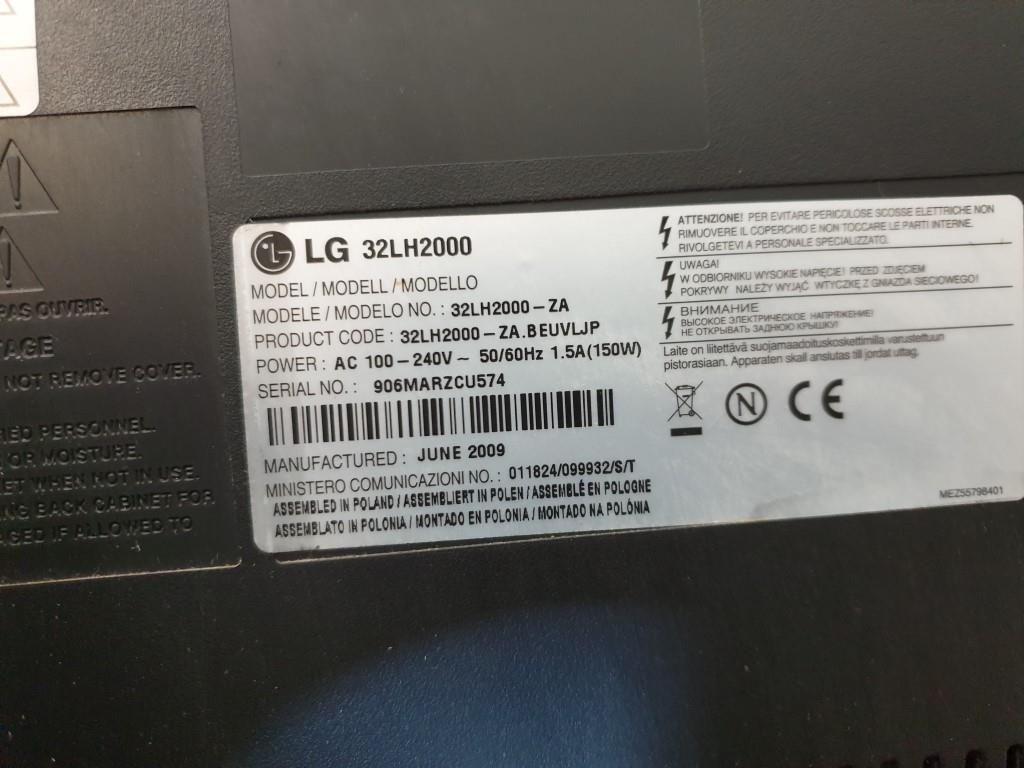 PAS OUVRIR.
TAGE
NOT REMOVE COVER.
PERSONNEL.
OR MOISTURE.
WHEN NOT IN USE.
BACK CABINET FOR
IF ALLOWED TO
LG 32LH2000
MODEL / MODELL / MODELLO
MODELE / MODELO NO. : 32LH2000-ZA
PRODUCT CODE : 32LH2000-ZA.BEUVLJP
POWER : AC 100-240V ~ 50/60Hz 1.5A(150W)
SERIAL NO. : 906MARZCU574
MANUFACTURED : JUNE 2009
MINISTERO COMUNICAZIONI NO. : 011824/099932/S/T
ASSEMBLED IN POLAND / ASSEMBLIERT IN POLEN / ASSEMBLÉ EN POLOGNE
ASSEMBLATO IN POLONIA / MONTADO EN POLONIA / MONTADO NA POLÓNIA
ATTENZIONE! PER EVITARE PERICOLOSE SCOSSE ELETTRICHE NON
RIMUOVERE IL COPERCHIO E NON TOCCARE LE PARTI INTERNE.
RIVOLGETEVI A PERSONALE SPECIALIZZATO.
UWAGA!
W ODBIORNIKU WYSOKIE NAPIĘCIE! PRZED ZDJĘCIEM
POKRYWY NALEŻY WYJĄĆ WTYCZKĘ Z GNIAZDA SIECIOWEGO!
ВНИМАНИЕ
ВЫСОКОЕ ЭЛЕКТРИЧЕСКОЕ НАПРЯЖЕНИЕ!
НЕ ОТКРЫВАТЬ ЗАДНЮЮ КРЫШКУ!
Laite on liitettävä suojamaadoituskoskettimilla varustettuun
pistorasiaan. Apparaten skall anslutas till jordat uttag.
N CE
MEZ55798401